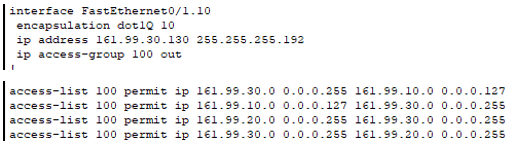 interface FastEthernet0/1.10
encapsulation dot1Q 10
ip address 161.99.30.130 255.255.255.192
ip access-group 100 out
!
access-list 100 permit ip 161.99.30.0 0.0.0.255 161.99.10.0 0.0.0.127
access-list 100 permit ip 161.99.10.0 0.0.0.127 161.99.30.0 0.0.0.255
access-list 100 permit ip 161.99.20.0 0.0.0.255 161.99.30.0 0.0.0.255
access-list 100 permit ip 161.99.30.0 0.0.0.255 161.99.20.0 0.0.0.255